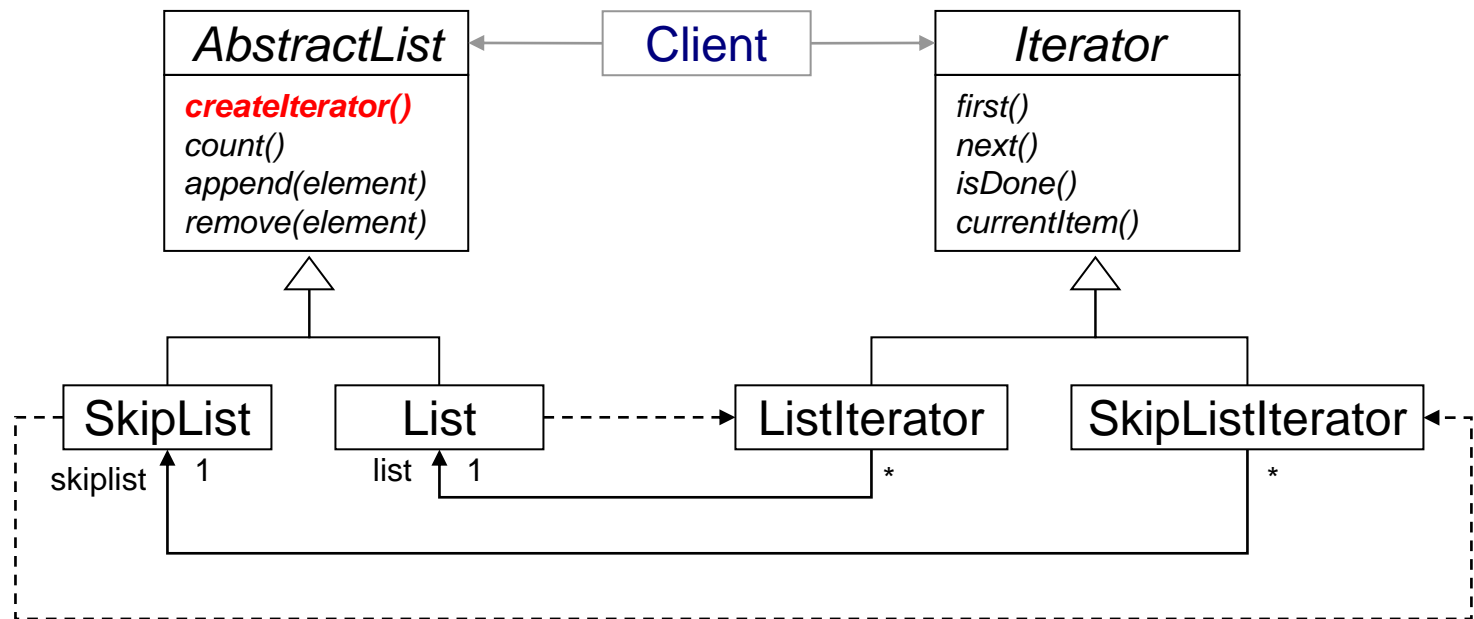 AbstractList
createIterator()
count()
append(element)
remove(element)
Client
Iterator
first()
next()
isDone()
currentItem()
SkipList
List
ListIterator
SkipListIterator
skiplist
1
list
1
*
*